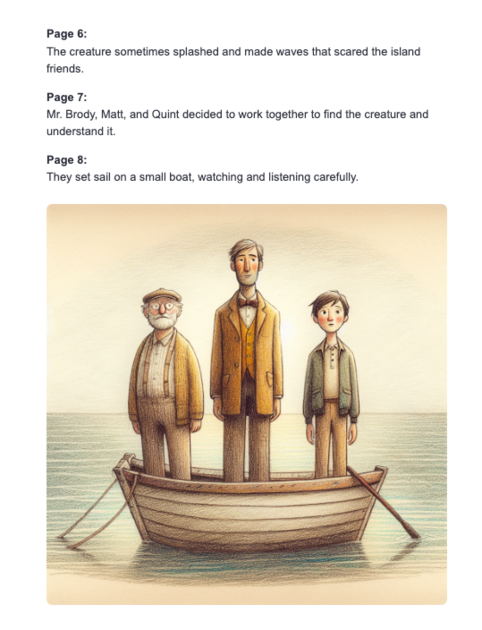 Page 6:
The creature sometimes splashed and made waves that scared the island
friends.
Page 7:
Mr. Brody, Matt, and Quint decided to work together to find the creature and
understand it.
Page 8:
They set sail on a small boat, watching and listening carefully.